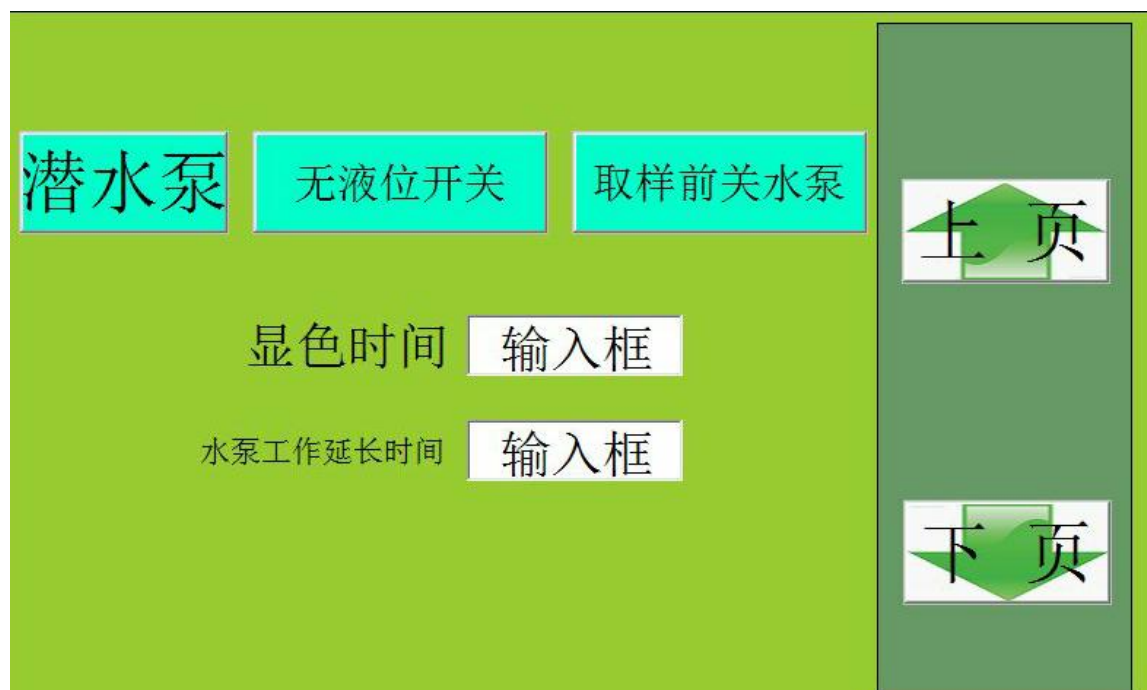 潜水泵
无液位开关
取样前关水泵
上 页
显色时间 输入框
水泵工作延长时间 输入框
下 页